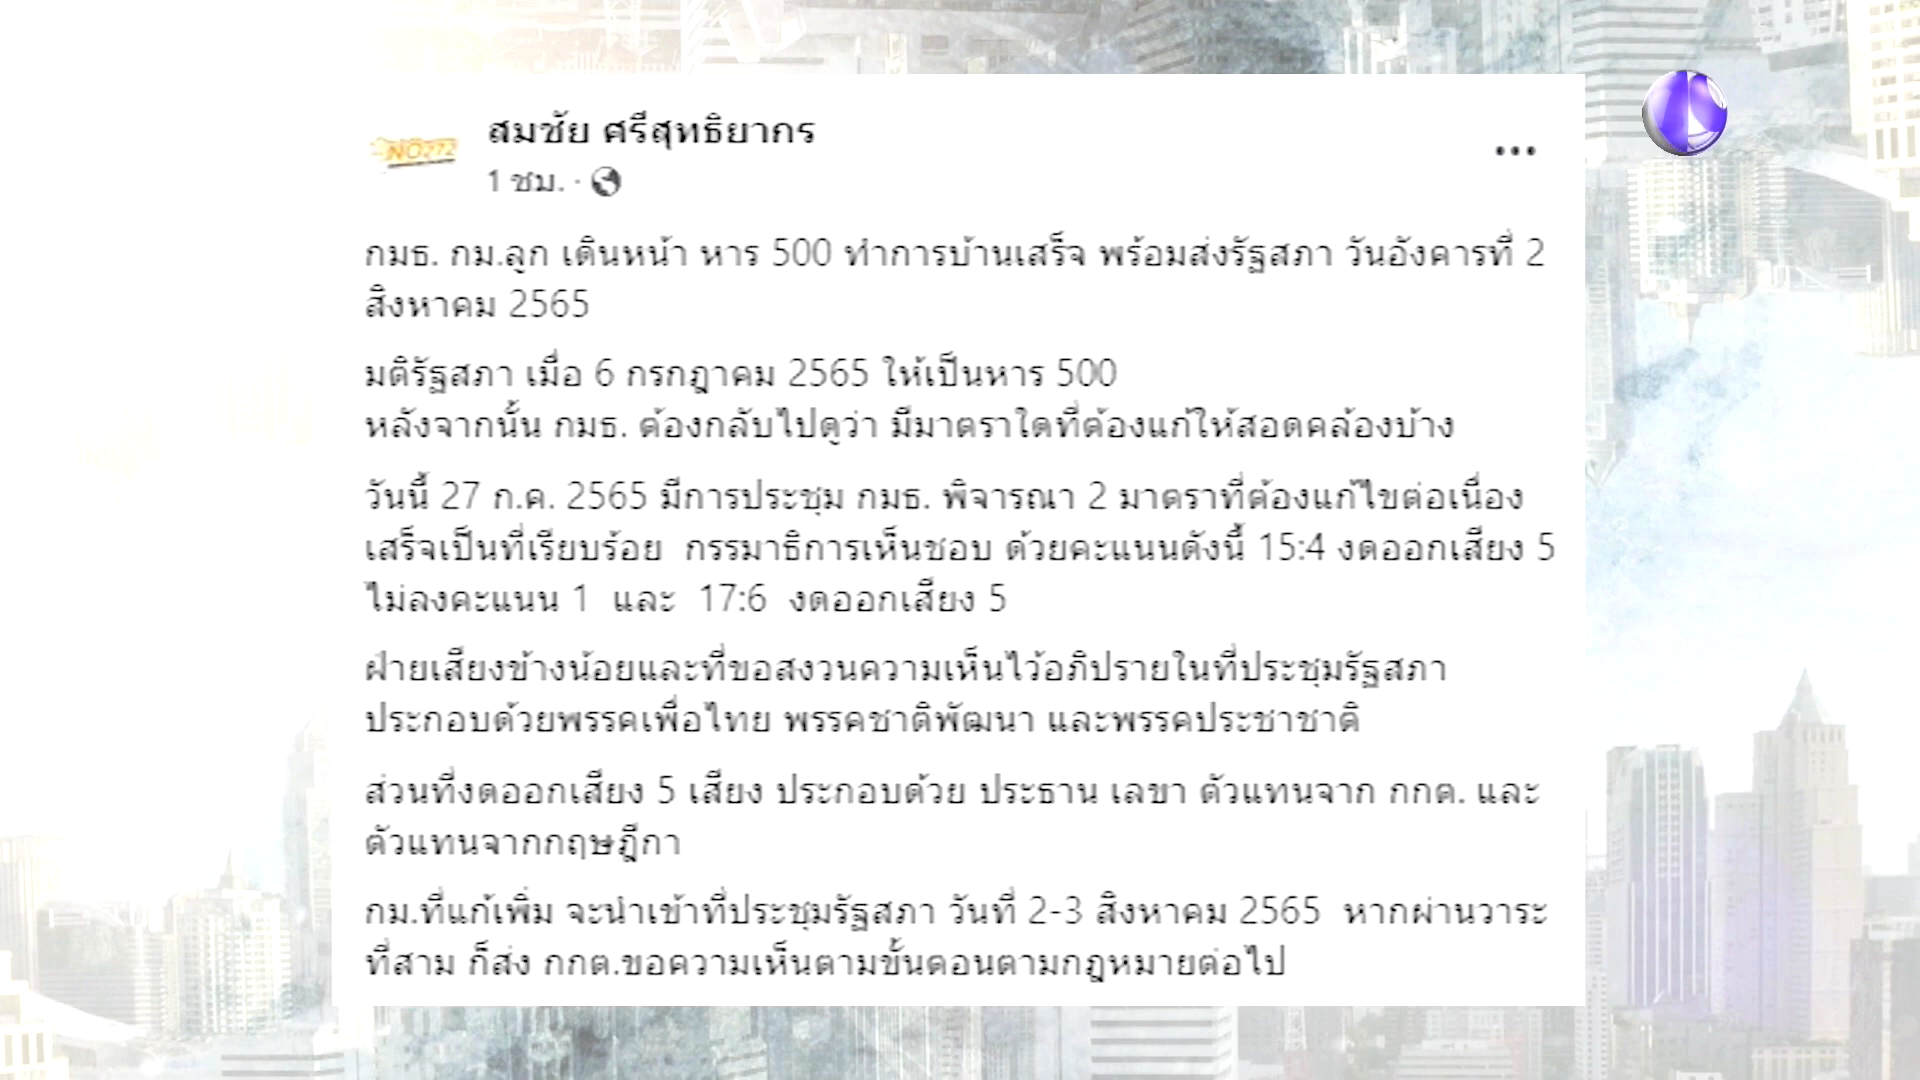 NO272
สมชัย ศรีสุทธิยากร
1 ชม. ·
กมธ. กม.ลูก เดินหน้า หาร 500 ทำการบ้านเสร็จ พร้อมส่งรัฐสภา วันอังคารที่ 2
สิงหาคม 2565
มติรัฐสภา เมื่อ 6 กรกฎาคม 2565 ให้เป็นหาร 500
หลังจากนั้น กมธ. ต้องกลับไปดูว่า มีมาตราใดที่ต้องแก้ให้สอดคล้องบ้าง
วันนี้ 27 ก.ค. 2565 มีการประชุม กมธ. พิจารณา 2 มาตราที่ต้องแก้ไขต่อเนื่อง
เสร็จเป็นที่เรียบร้อย กรรมาธิการเห็นชอบ ด้วยคะแนนดังนี้ 15:4 งดออกเสียง 5
ไม่ลงคะแนน 1 และ 17:6 งดออกเสียง 5
ฝ่ายเสียงข้างน้อยและที่ขอสงวนความเห็นไว้อภิปรายในที่ประชุมรัฐสภา
ประกอบด้วยพรรคเพื่อไทย พรรคชาติพัฒนา และพรรคประชาชาติ
ส่วนที่งดออกเสียง 5 เสียง ประกอบด้วย ประธาน เลขา ตัวแทนจาก กกต. และ
ตัวแทนจากกฤษฎีกา
กม.ที่แก้เพิ่ม จะนำเข้าที่ประชุมรัฐสภา วันที่ 2-3 สิงหาคม 2565 หากผ่านวาระ
ที่สาม ก็ส่ง กกต.ขอความเห็นตามขั้นตอนตามกฎหมายต่อไป